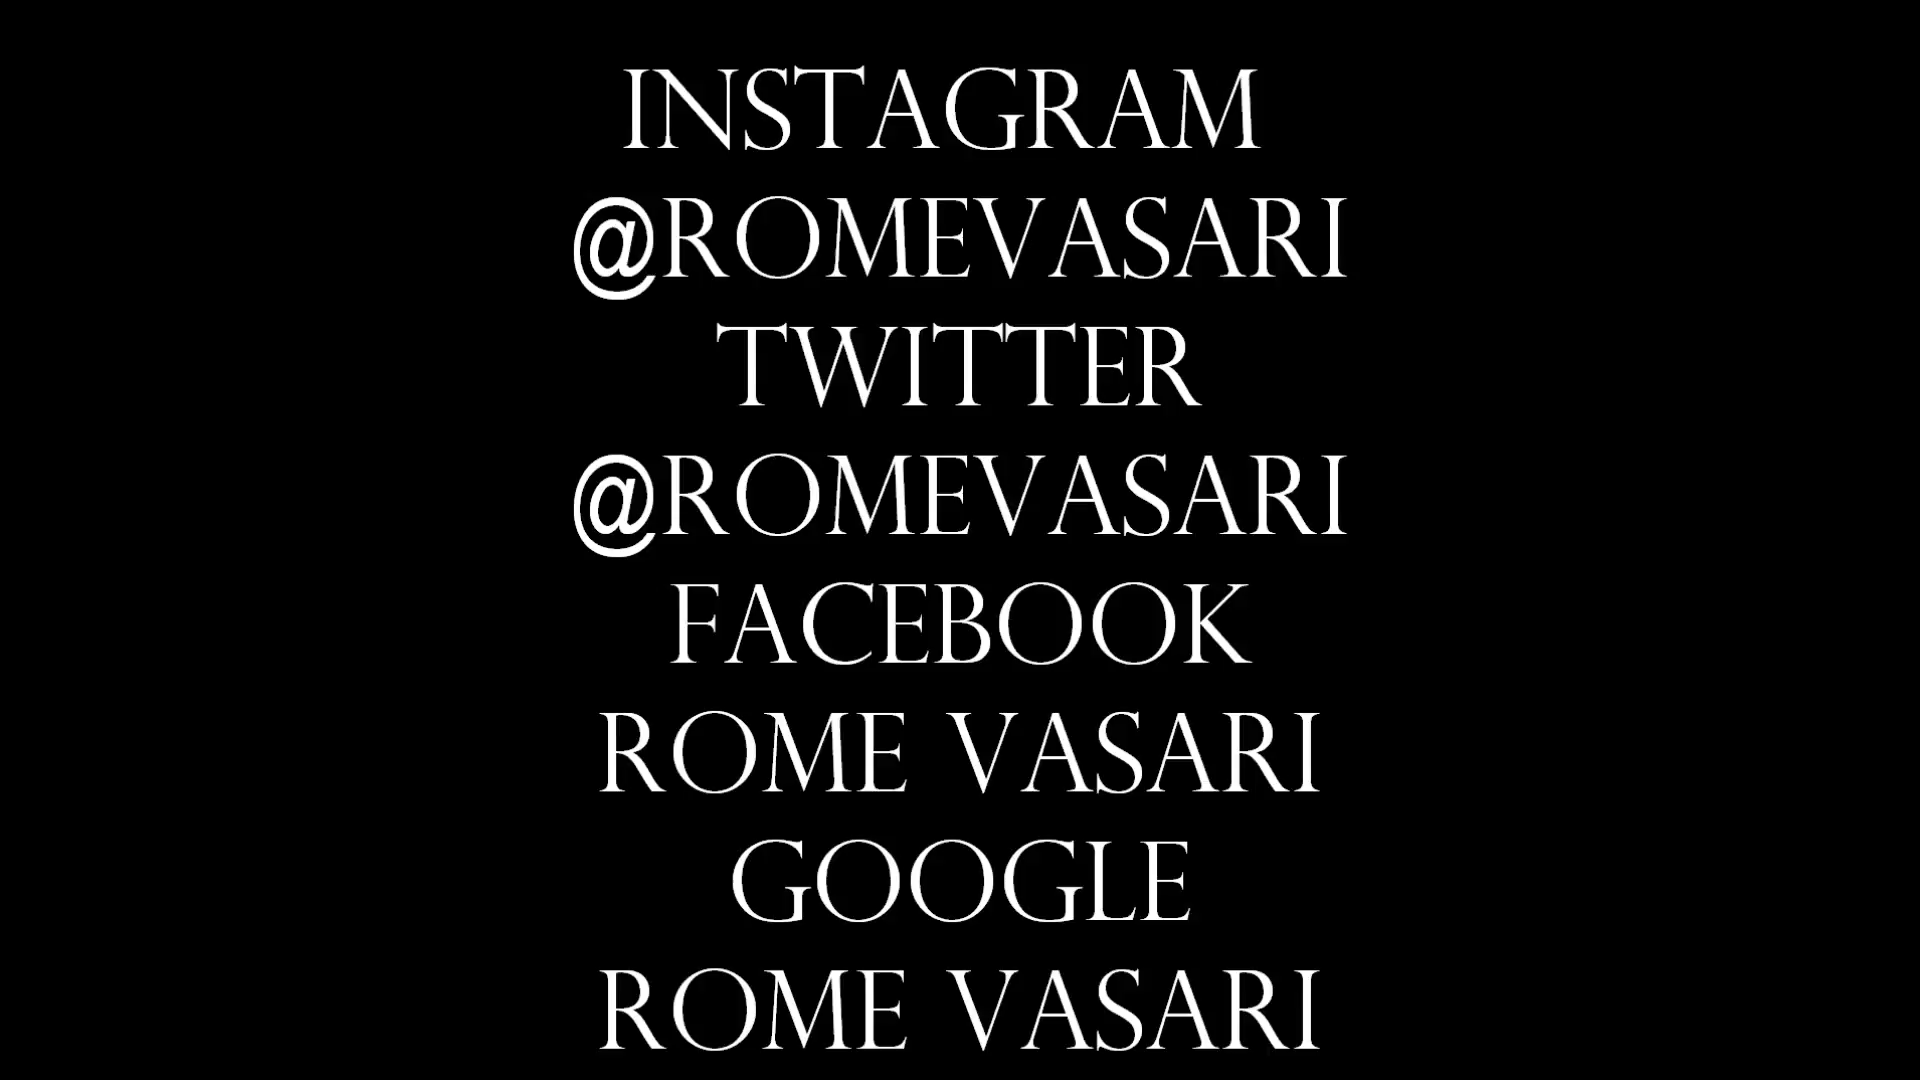 INSTAGRAM
@ROMEVASARI
TWITTER
@ROMEVASARI
FACEBOOK
ROME VASARI
GOOGLE
ROME VASARI